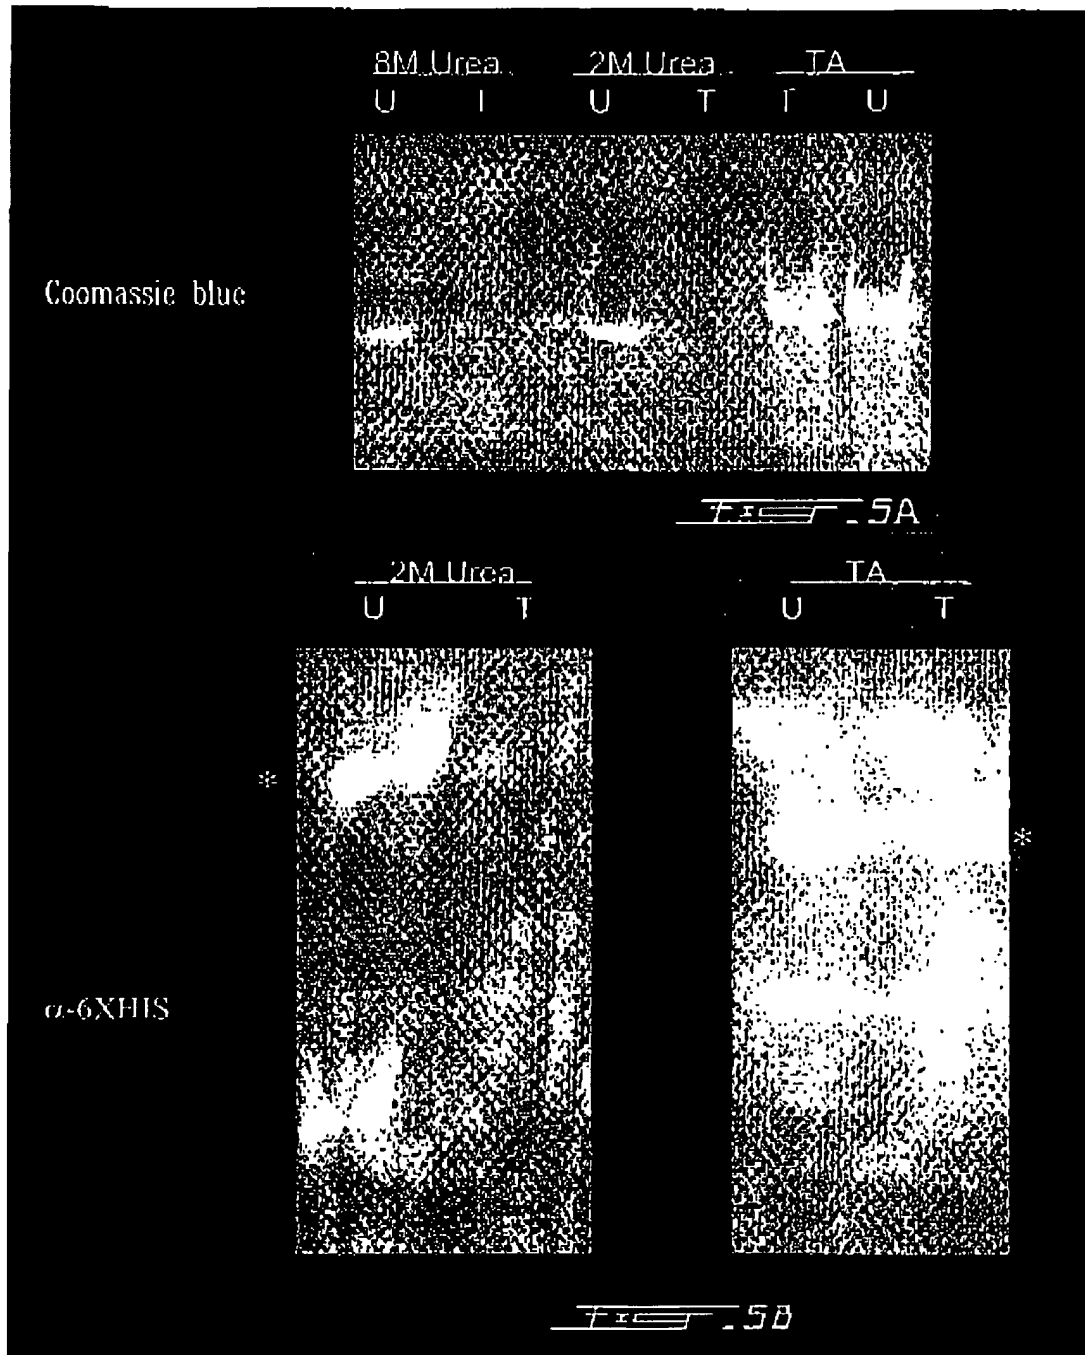 8M Urea 2M Urea TA
U T U T T U
Coomassie blue
Fig-5A
2M Urea TA
U T U T
*
*
α-6XHIS
Fig-5B